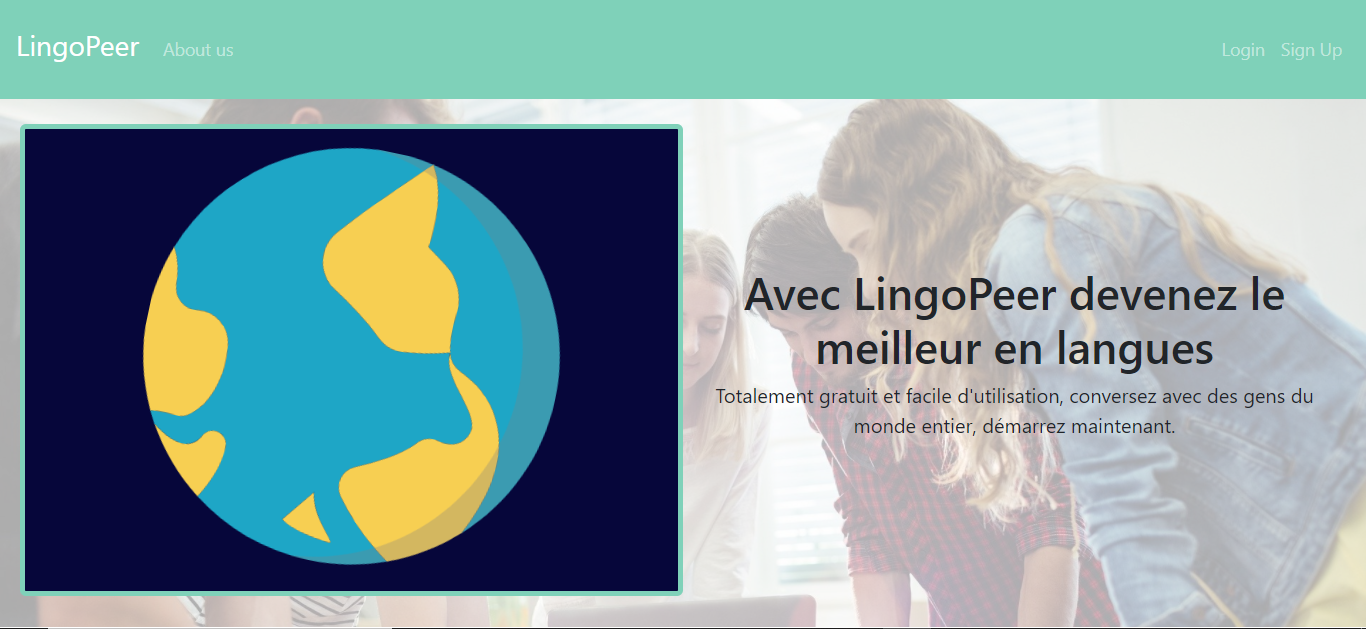 LingoPeer About us Login Sign Up
Avec LingoPeer devenez le
meilleur en langues
Totalement gratuit et facile d'utilisation, conversez avec des gens du
monde entier, démarrez maintenant.